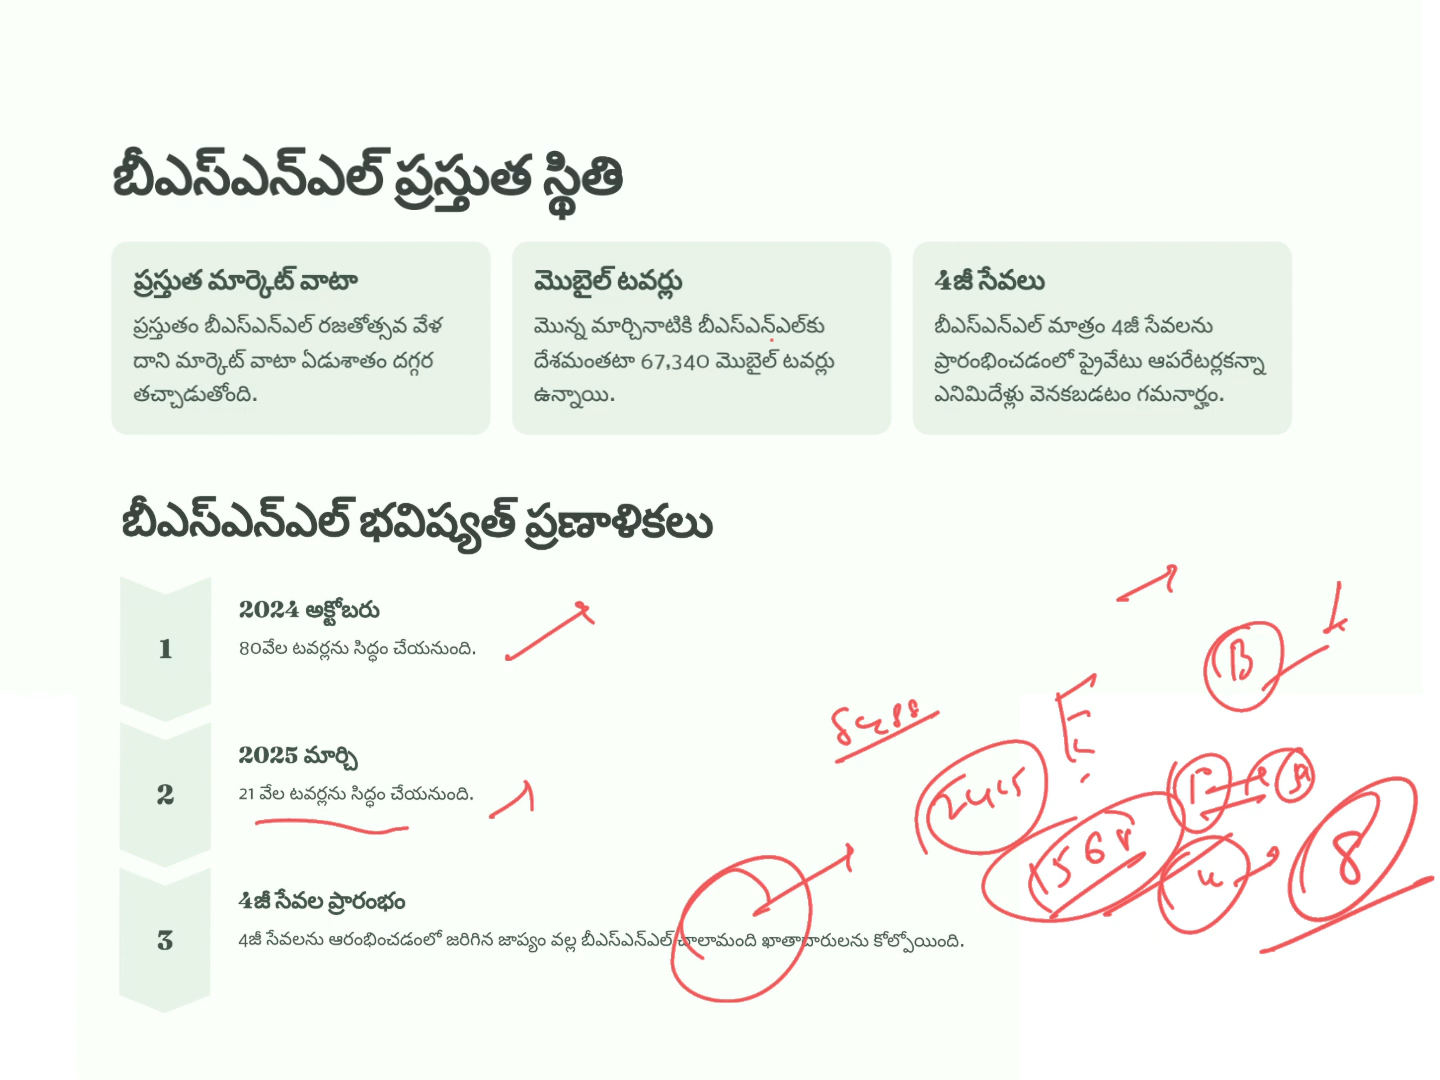 బీఎస్ఎన్ఎల్ ప్రస్తుత స్థితి
ప్రస్తుత మార్కెట్ వాటా
ప్రస్తుతం బీఎస్ఎన్ఎల్ రజతోత్సవ వేళ
దాని మార్కెట్ వాటా ఏడుశాతం దగ్గర
తచ్చాడుతోంది.
మొబైల్ టవర్లు
మొన్న మార్చినాటికి బీఎస్ఎన్ఎల్‌కు
దేశమంతటా 67,340 మొబైల్ టవర్లు
ఉన్నాయి.
4జీ సేవలు
బీఎస్ఎన్ఎల్ మాత్రం 4జీ సేవలను
ప్రారంభించడంలో ప్రైవేటు ఆపరేటర్లకన్నా
ఎనిమిదేళ్లు వెనకబడటం గమనార్హం.
బీఎస్ఎన్ఎల్ భవిష్యత్ ప్రణాళికలు
1
2024 అక్టోబరు
80వేల టవర్లను సిద్ధం చేయనుంది.
2
2025 మార్చి
21 వేల టవర్లను సిద్ధం చేయనుంది.
3
4జీ సేవల ప్రారంభం
4జీ సేవలను ఆరంభించడంలో జరిగిన జాప్యం వల్ల బీఎస్ఎన్ఎల్ చాలామంది ఖాతాదారులను కోల్పోయింది.
B
8